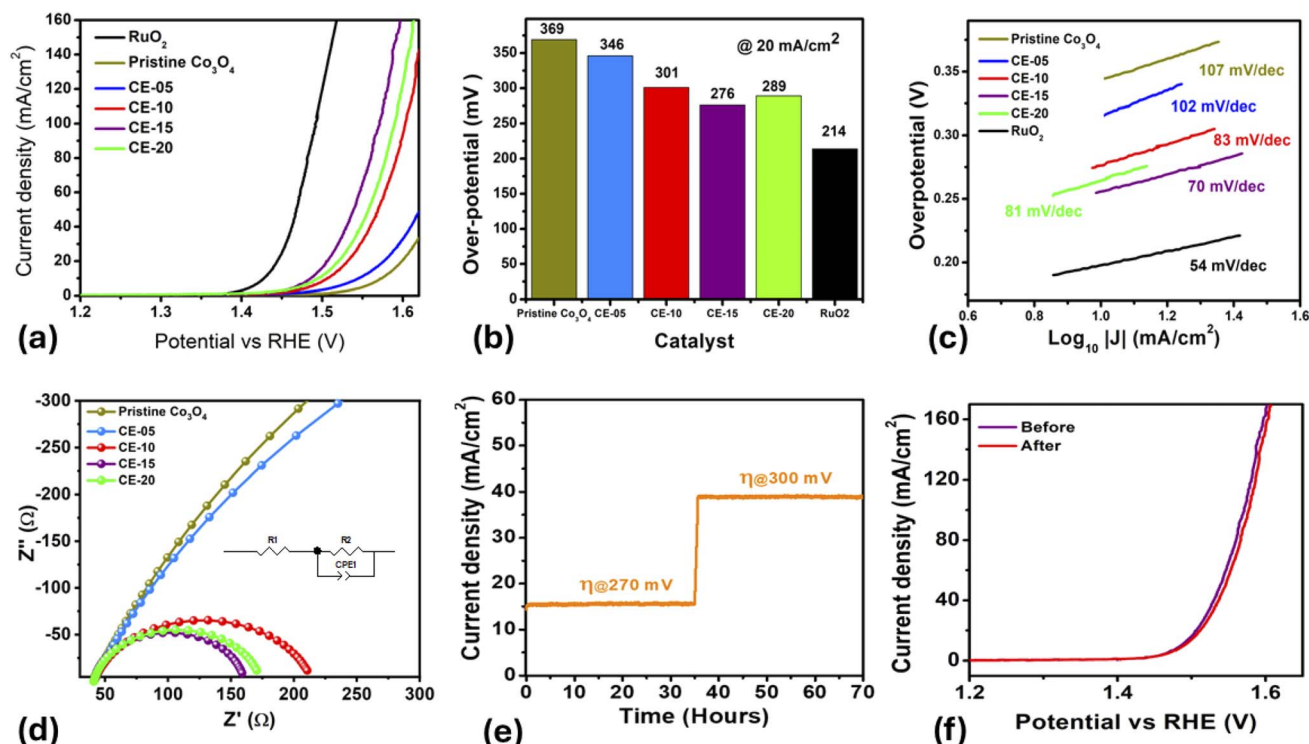 160
140
120
100
80
60
40
20
0
Current density (mA/cm²)
RuO₂
Pristine Co₃O₄
CE-05
CE-10
CE-15
CE-20
1.2 1.3 1.4 1.5 1.6
Potential vs RHE (V)
(a)
350
300
250
200
150
100
50
0
Over-potential (mV)
369
346
301
276
289
214
@ 20 mA/cm²
Pristine Co₃O₄ CE-05 CE-10 CE-15 CE-20 RuO2
Catalyst
(b)
0.35
0.30
0.25
0.20
Overpotential (V)
Pristine Co₃O₄
CE-05
CE-10
CE-15
CE-20
RuO₂
107 mV/dec
102 mV/dec
83 mV/dec
70 mV/dec
81 mV/dec
54 mV/dec
0.6 0.8 1.0 1.2 1.4 1.6
Log₁₀ |J| (mA/cm²)
(c)
-300
-250
-200
-150
-100
-50
Z'' (Ω)
Pristine Co₃O₄
CE-05
CE-10
CE-15
CE-20
R1
R2
CPE1
50 100 150 200 250 300
Z' (Ω)
(d)
60
50
40
30
20
10
0
Current density (mA/cm²)
η@300 mV
η@270 mV
0 10 20 30 40 50 60 70
Time (Hours)
(e)
160
120
80
40
0
Current density (mA/cm²)
Before
After
1.2 1.4 1.6
Potential vs RHE (V)
(f)